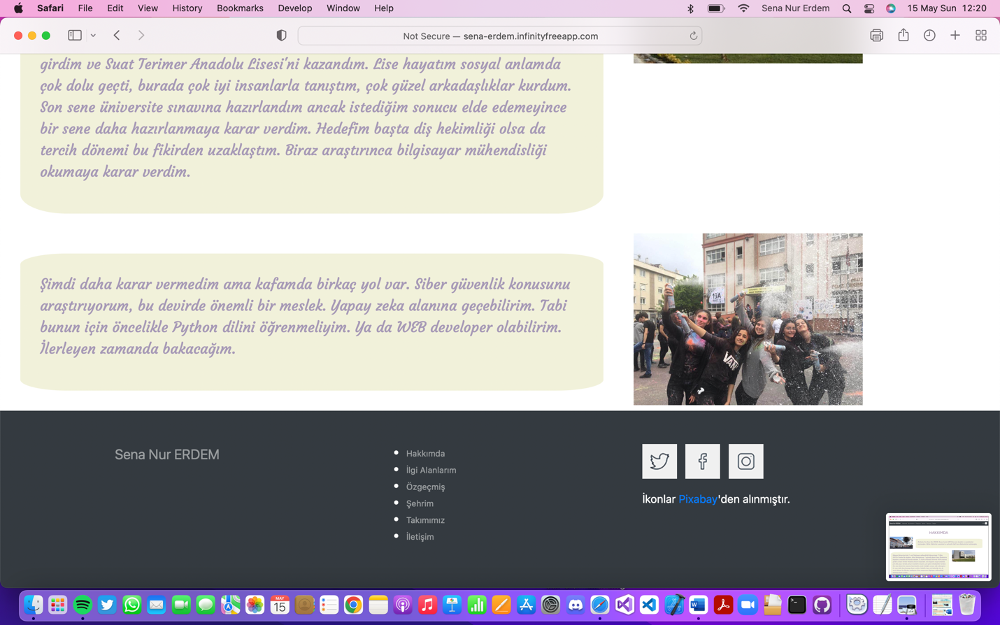 Safari File Edit View History Bookmarks Develop Window Help Sena Nur Erdem 15 May Sun 12:20
Not Secure — sena-erdem.infinityfreeapp.com
girdim ve Suat Terimer Anadolu Lisesi'ni kazandım. Lise hayatım sosyal anlamda
çok dolu geçti, burada çok iyi insanlarla tanıştım, çok güzel arkadaşlıklar kurdum.
Son sene üniversite sınavına hazırlandım ancak istediğim sonucu elde edemeyince
bir sene daha hazırlanmaya karar verdim. Hedefim başta diş hekimliği olsa da
tercih dönemi bu fikirden uzaklaştım. Biraz araştırınca bilgisayar mühendisliği
okumaya karar verdim.
Şimdi daha karar vermedim ama kafamda birkaç yol var. Siber güvenlik konusunu
araştırıyorum, bu devirde önemli bir meslek. Yapay zeka alanına geçebilirim. Tabi
bunun için öncelikle Python dilini öğrenmeliyim. Ya da WEB developer olabilirim.
İlerleyen zamanda bakacağım.
19A
VAN
Sena Nur ERDEM
Hakkımda
İlgi Alanlarım
Özgeçmiş
Şehrim
Takımımız
İletişim
İkonlar Pixabay'den alınmıştır.
HAKKIMDA
MAY
15